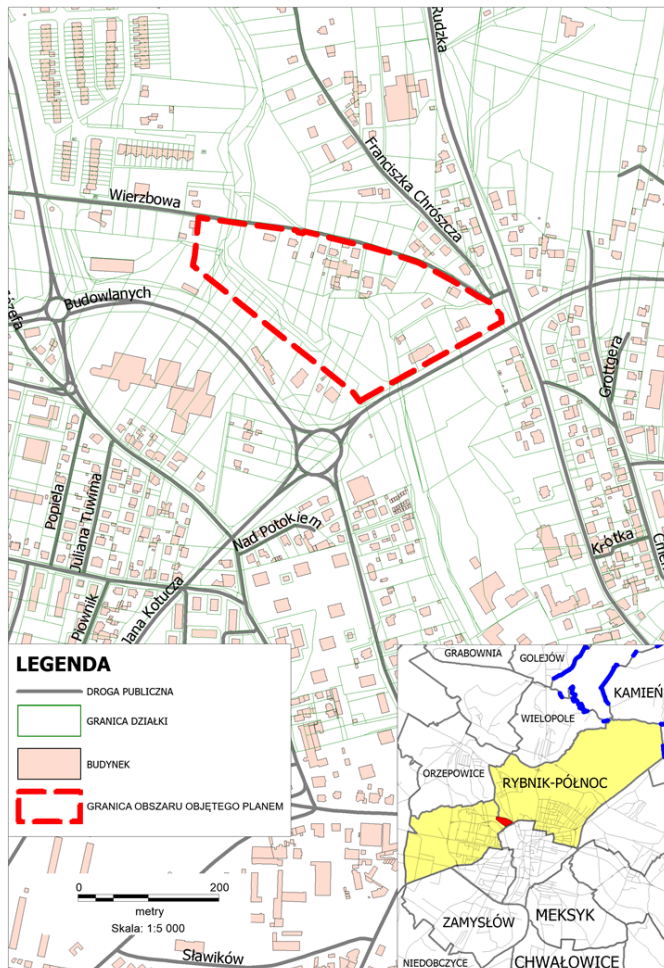 Rudzka
Franciszka Chrószcza
Wierzbowa
Budowlanych
Grottgera
Popiela
Juliana Tuwima
Nad Potokiem
Krótka
Jana Kotucza
LEGENDA
DROGA PUBLICZNA
GRANICA DZIAŁKI
BUDYNEK
GRANICA OBSZARU OBJĘTEGO PLANEM
0 200
metry
Skala: 1:5 000
Sławików
GRABOWNIA
GOLEJÓW
KAMIEŃ
WIELOPOLE
ORZEPOWICE
RYBNIK-PÓŁNOC
ZAMYSŁÓW
MEKSYK
NIEDOBCZYCE
CHWAŁOWICE